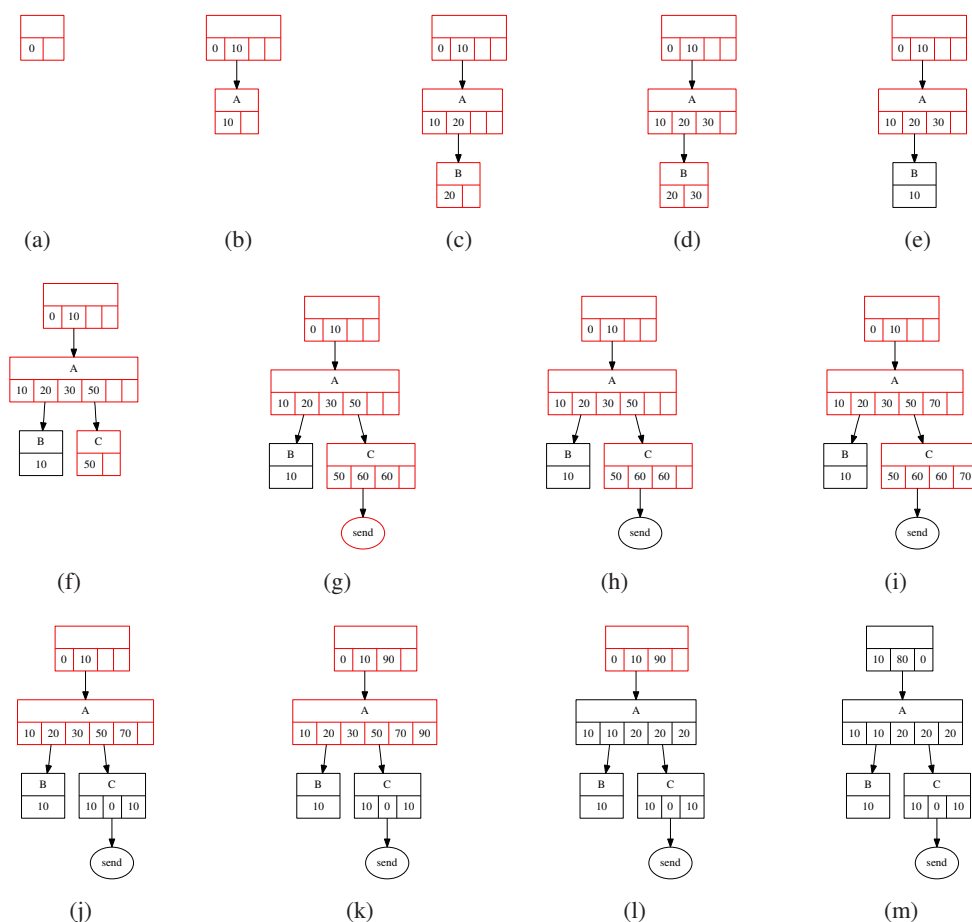 0
0 10
A
10
(a)
(b)
0 10
A
10 20
B
20
(c)
0 10
A
10 20 30
B
20 30
(d)
0 10
A
10 20 30
B
10
(e)
0 10
A
10 20 30 50
B
10
C
50
(f)
0 10
A
10 20 30 50
B
10
C
50 60 60
send
(g)
0 10
A
10 20 30 50
B
10
C
50 60 60
send
(h)
0 10
A
10 20 30 50 70
B
10
C
50 60 60 70
send
(i)
0 10
A
10 20 30 50 70
B
10
C
10 0 10
send
(j)
0 10 90
A
10 20 30 50 70 90
B
10
C
10 0 10
send
(k)
0 10 90
A
10 10 20 20 20
B
10
C
10 0 10
send
(l)
10 80 0
A
10 10 20 20 20
B
10
C
10 0 10
send
(m)